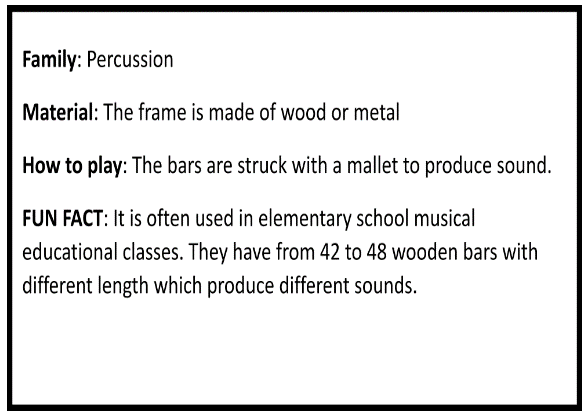 Family: Percussion
Material: The frame is made of wood or metal
How to play: The bars are struck with a mallet to produce sound.
FUN FACT: It is often used in elementary school musical
educational classes. They have from 42 to 48 wooden bars with
different length which produce different sounds.